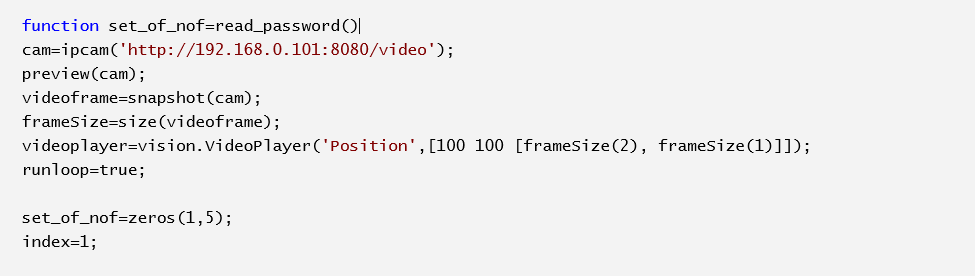 function set_of_nof=read_password()
cam=ipcam('http://192.168.0.101:8080/video');
preview(cam);
videoframe=snapshot(cam);
frameSize=size(videoframe);
videoplayer=vision.VideoPlayer('Position',[100 100 [frameSize(2), frameSize(1)]]);
runloop=true;
set_of_nof=zeros(1,5);
index=1;